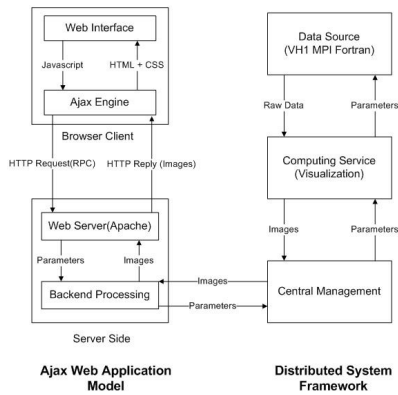 Web Interface
Javascript
HTML + CSS
Ajax Engine
Browser Client
HTTP Request(RPC)
HTTP Reply (Images)
Web Server(Apache)
Parameters
Images
Backend Processing
Server Side
Ajax Web Application
Model
Images
Parameters
Data Source
(VH1 MPI Fortran)
Raw Data
Parameters
Computing Service
(Visualization)
Images
Parameters
Central Management
Distributed System
Framework